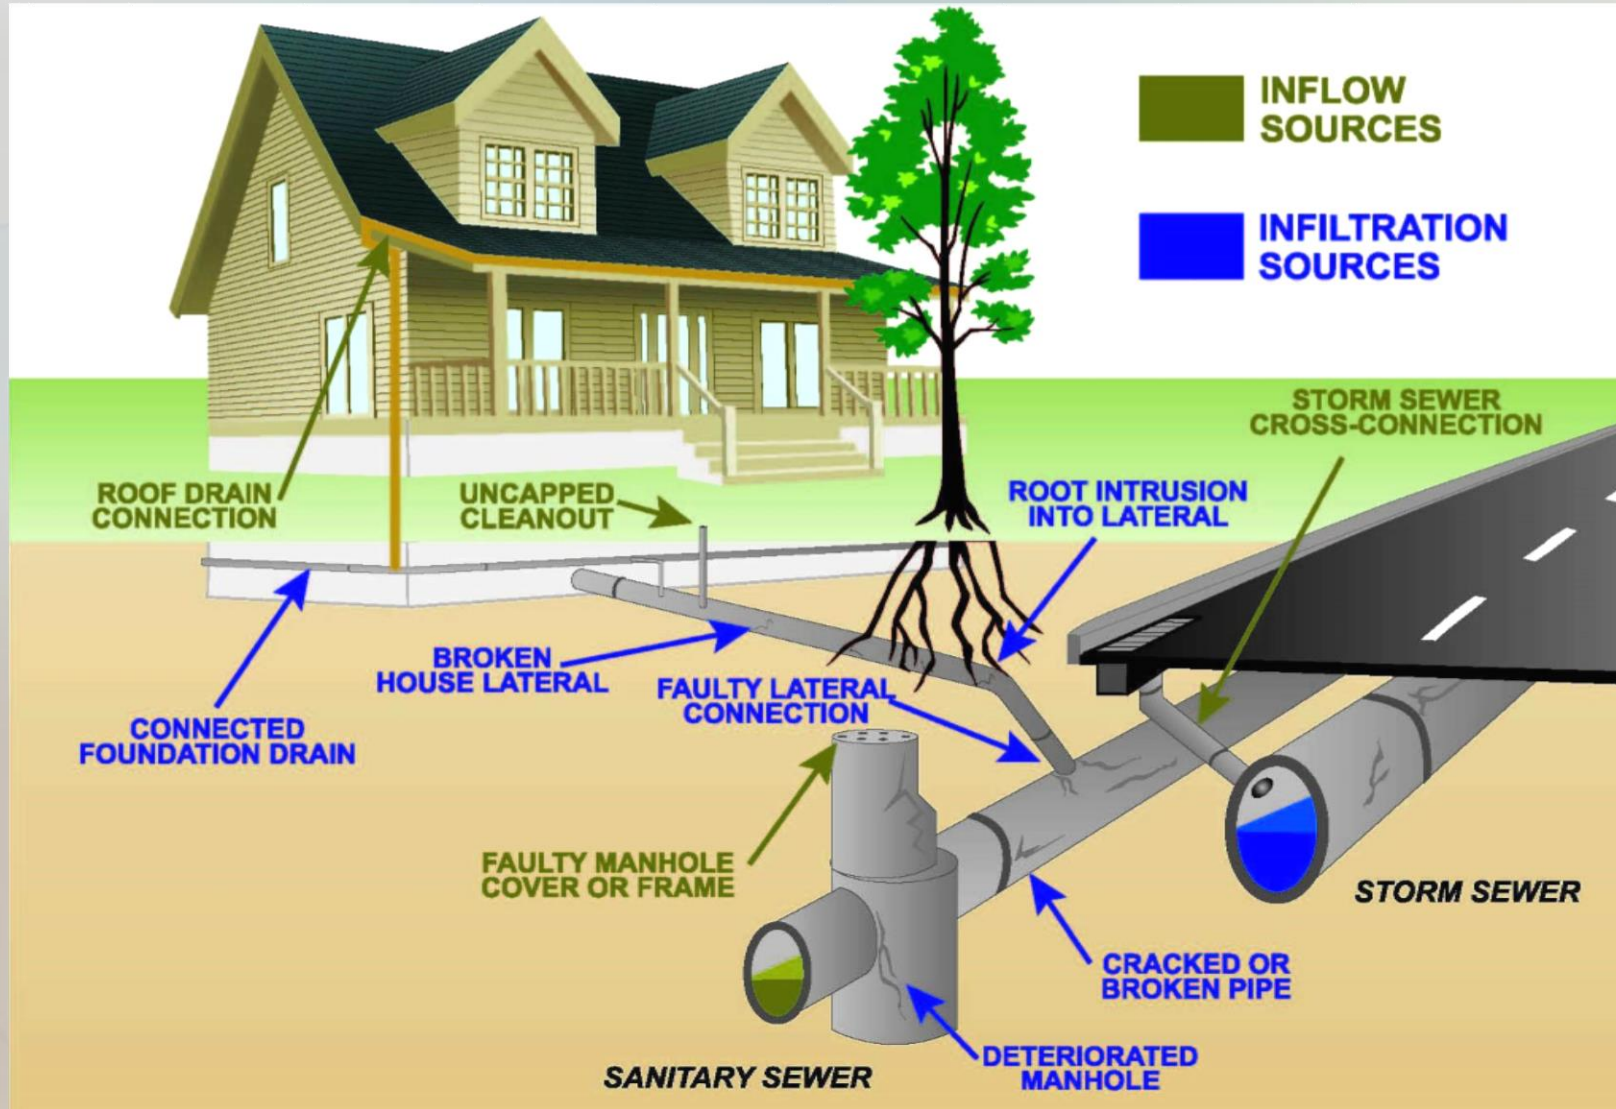 INFLOW
SOURCES
INFILTRATION
SOURCES
STORM SEWER
CROSS-CONNECTION
ROOF DRAIN
CONNECTION
UNCAPPED
CLEANOUT
ROOT INTRUSION
INTO LATERAL
BROKEN
HOUSE LATERAL
FAULTY LATERAL
CONNECTION
CONNECTED
FOUNDATION DRAIN
FAULTY MANHOLE
COVER OR FRAME
STORM SEWER
CRACKED OR
BROKEN PIPE
DETERIORATED
MANHOLE
SANITARY SEWER